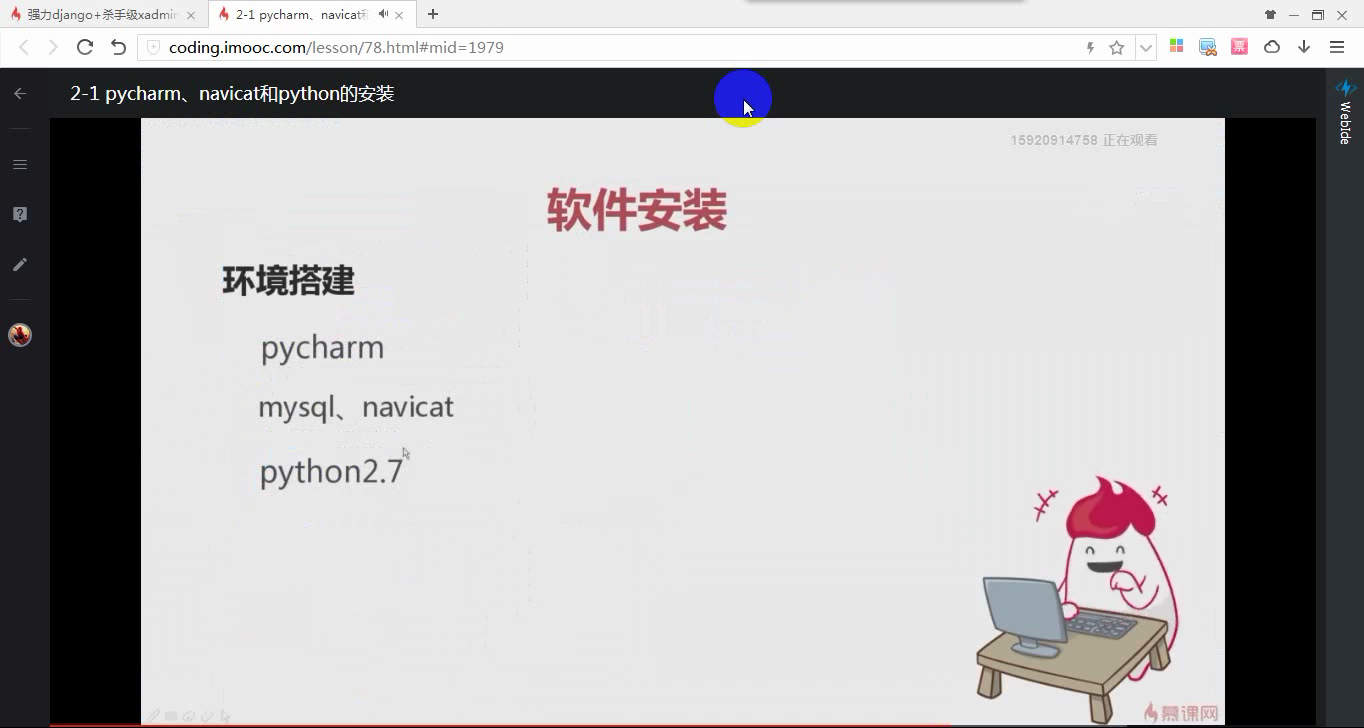 强力django+杀手级xadmin
2-1 pycharm、navicat和
coding.imooc.com/lesson/78.html#mid=1979
票
2-1 pycharm、navicat和python的安装
WebIde
15920914758 正在观看
软件安装
环境搭建
pycharm
mysql、navicat
python2.7
慕课网